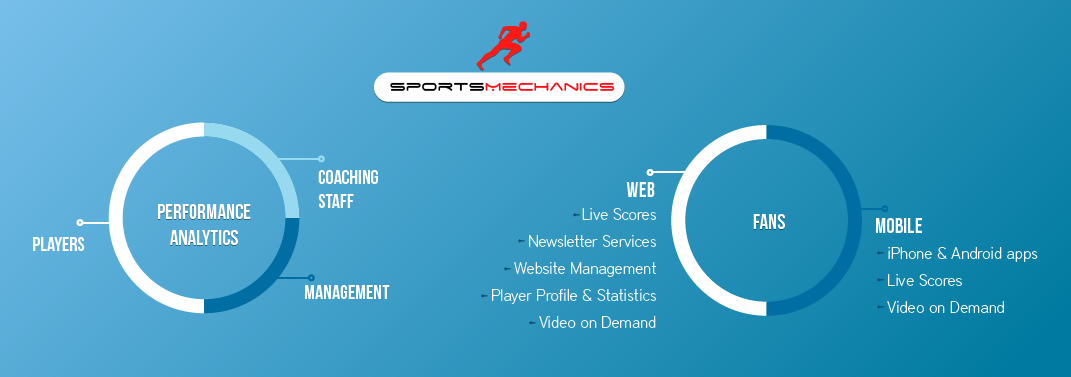 SPORTSMECHANICS
PERFORMANCE
ANALYTICS
PLAYERS
COACHING
STAFF
MANAGEMENT
FANS
WEB
Live Scores
Newsletter Services
Website Management
Player Profile & Statistics
Video on Demand
MOBILE
iPhone & Android apps
Live Scores
Video on Demand